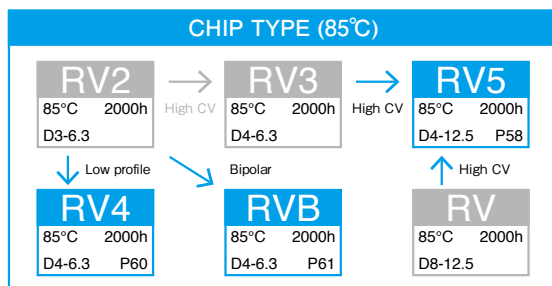 CHIP TYPE (85℃)
RV2
85°C 2000h
D3-6.3
High CV
RV3
85°C 2000h
D4-6.3
High CV
RV5
85°C 2000h
D4-12.5 P58
Low profile
Bipolar
High CV
RV4
85°C 2000h
D4-6.3 P60
RVB
85°C 2000h
D4-6.3 P61
RV
85°C 2000h
D8-12.5